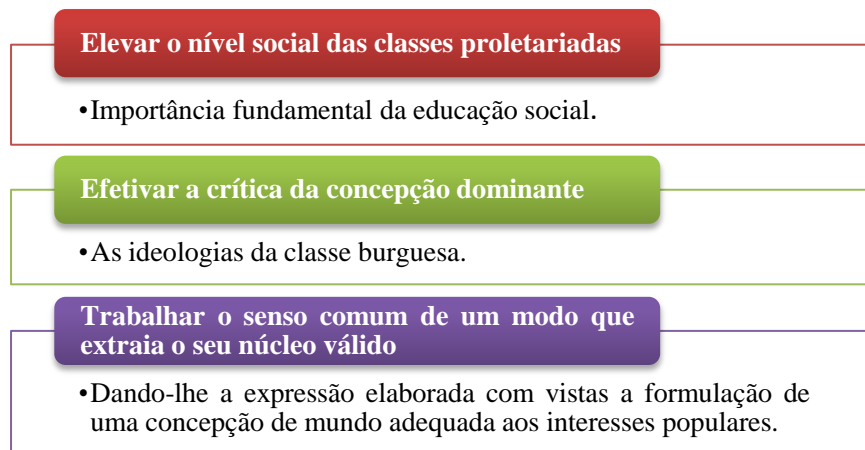 Elevar o nível social das classes proletariadas
•Importância fundamental da educação social.
Efetivar a crítica da concepção dominante
•As ideologias da classe burguesa.
Trabalhar o senso comum de um modo que
extraia o seu núcleo válido
•Dando-lhe a expressão elaborada com vistas a formulação de
uma concepção de mundo adequada aos interesses populares.